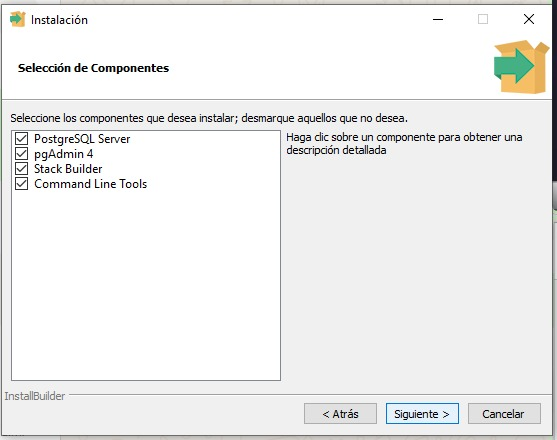 Instalación
Selección de Componentes
Seleccione los componentes que desea instalar; desmarque aquellos que no desea.
PostgreSQL Server
pgAdmin 4
Stack Builder
Command Line Tools
Haga clic sobre un componente para obtener una
descripción detallada
InstallBuilder
< Atrás
Siguiente >
Cancelar